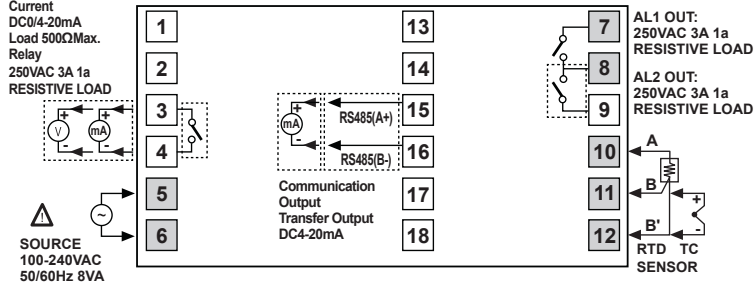 Current
DC0/4-20mA
Load 500ΩMax.
Relay
250VAC 3A 1a
RESISTIVE LOAD
1
2
3
4
5
6
+
V
-
+
mA
-
~
!
SOURCE
100-240VAC
50/60Hz 8VA
13
14
15
16
17
18
+
mA
-
RS485(A+)
RS485(B-)
Communication
Output
Transfer Output
DC4-20mA
7
8
9
10
11
12
AL1 OUT:
250VAC 3A 1a
RESISTIVE LOAD
AL2 OUT:
250VAC 3A 1a
RESISTIVE LOAD
A
B
B'
+
-
RTD TC
SENSOR